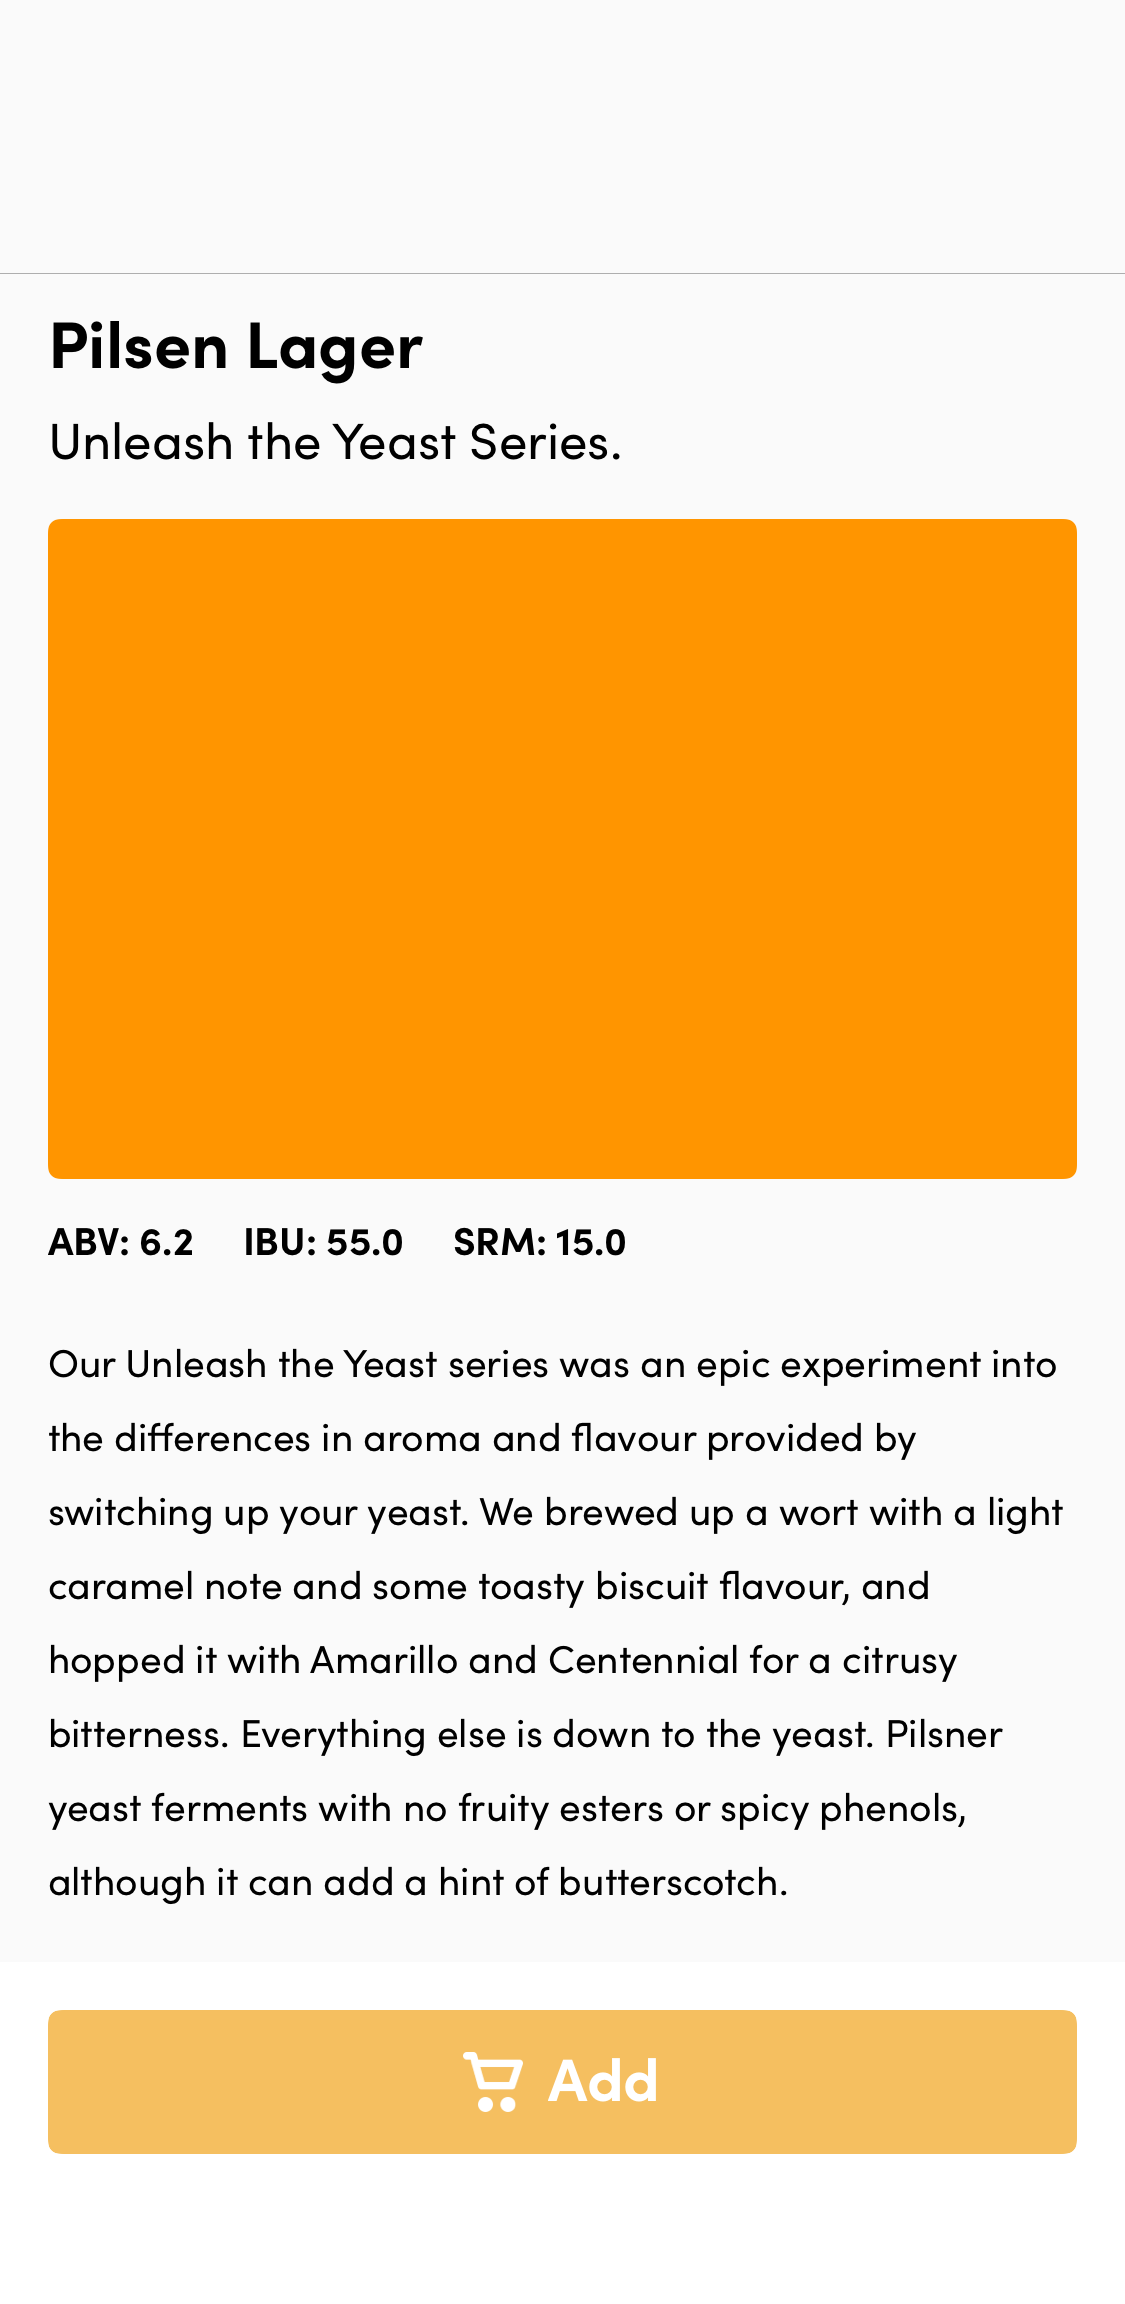 Pilsen Lager
Unleash the Yeast Series.
ABV: 6.2 IBU: 55.0 SRM: 15.0
Our Unleash the Yeast series was an epic experiment into
the differences in aroma and flavour provided by
switching up your yeast. We brewed up a wort with a light
caramel note and some toasty biscuit flavour, and
hopped it with Amarillo and Centennial for a citrusy
bitterness. Everything else is down to the yeast. Pilsner
yeast ferments with no fruity esters or spicy phenols,
although it can add a hint of butterscotch.
Add